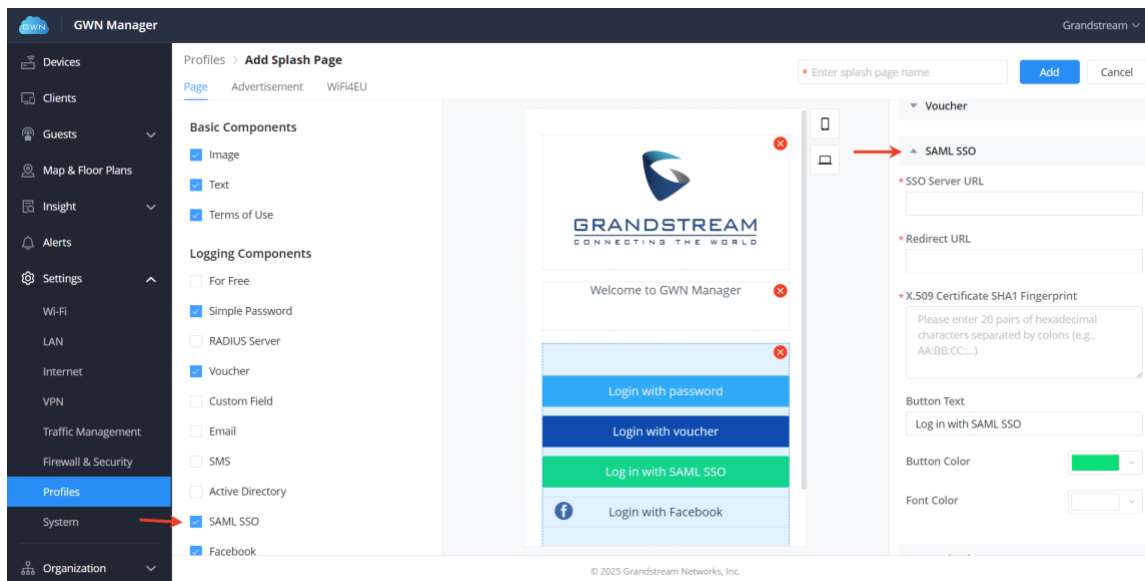 GWN
GWN Manager
Grandstream
Devices
Clients
Guests
Map & Floor Plans
Insight
Alerts
Settings
Wi-Fi
LAN
Internet
VPN
Traffic Management
Firewall & Security
Profiles
System
Organization
Profiles > Add Splash Page
* Enter splash page name
Add
Cancel
Page
Advertisement
WiFi4EU
Basic Components
Image
Text
Terms of Use
Logging Components
For Free
Simple Password
RADIUS Server
Voucher
Custom Field
Email
SMS
Active Directory
SAML SSO
Facebook
GRANDSTREAM
CONNECTING THE WORLD
Welcome to GWN Manager
Login with password
Login with voucher
Log in with SAML SSO
Login with Facebook
Voucher
SAML SSO
* SSO Server URL
* Redirect URL
* X.509 Certificate SHA1 Fingerprint
Please enter 20 pairs of hexadecimal
characters separated by colons (e.g.,
AA:BB:CC:...)
Button Text
Log in with SAML SSO
Button Color
Font Color
© 2025 Grandstream Networks, Inc.